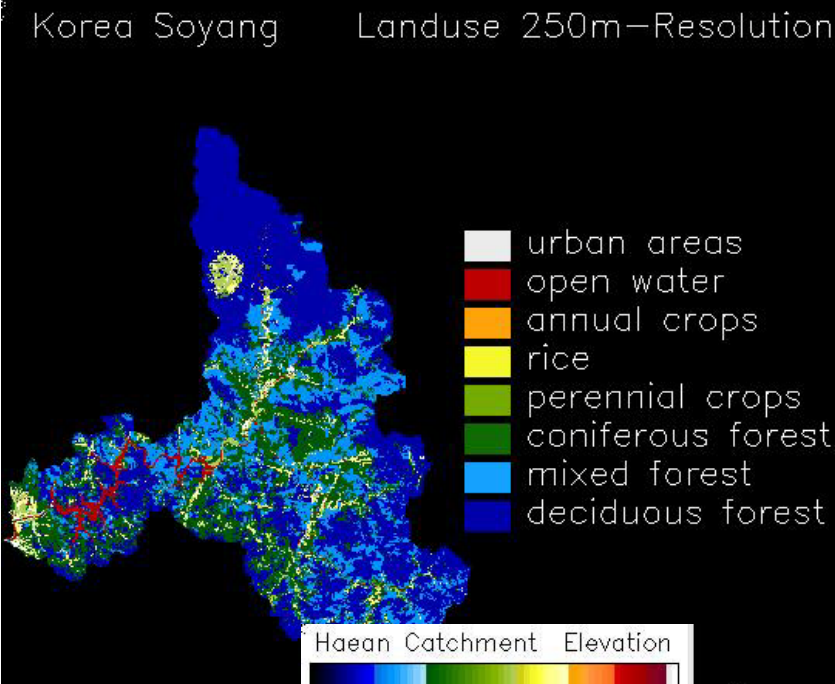 Korea Soyang Landuse 250m-Resolution
urban areas
open water
annual crops
rice
perennial crops
coniferous forest
mixed forest
deciduous forest
Haean Catchment Elevation